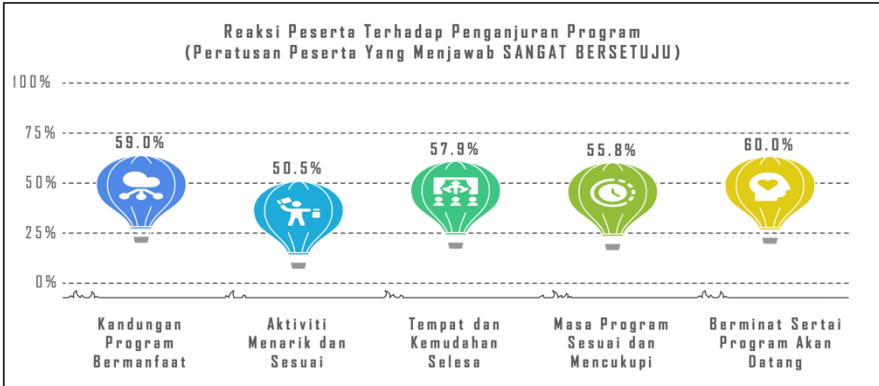 Reaksi Peserta Terhadap Penganjuran Program
(Peratusan Peserta Yang Menjawab SANGAT BERSETUJU)
100%
75%
59.0%
50.5%
57.9%
55.8%
60.0%
50%
25%
0%
Kandungan
Program
Bermanfaat
Aktiviti
Menarik dan
Sesuai
Tempat dan
Kemudahan
Selesa
Masa Program
Sesuai dan
Mencukupi
Berminat Sertai
Program Akan
Datang